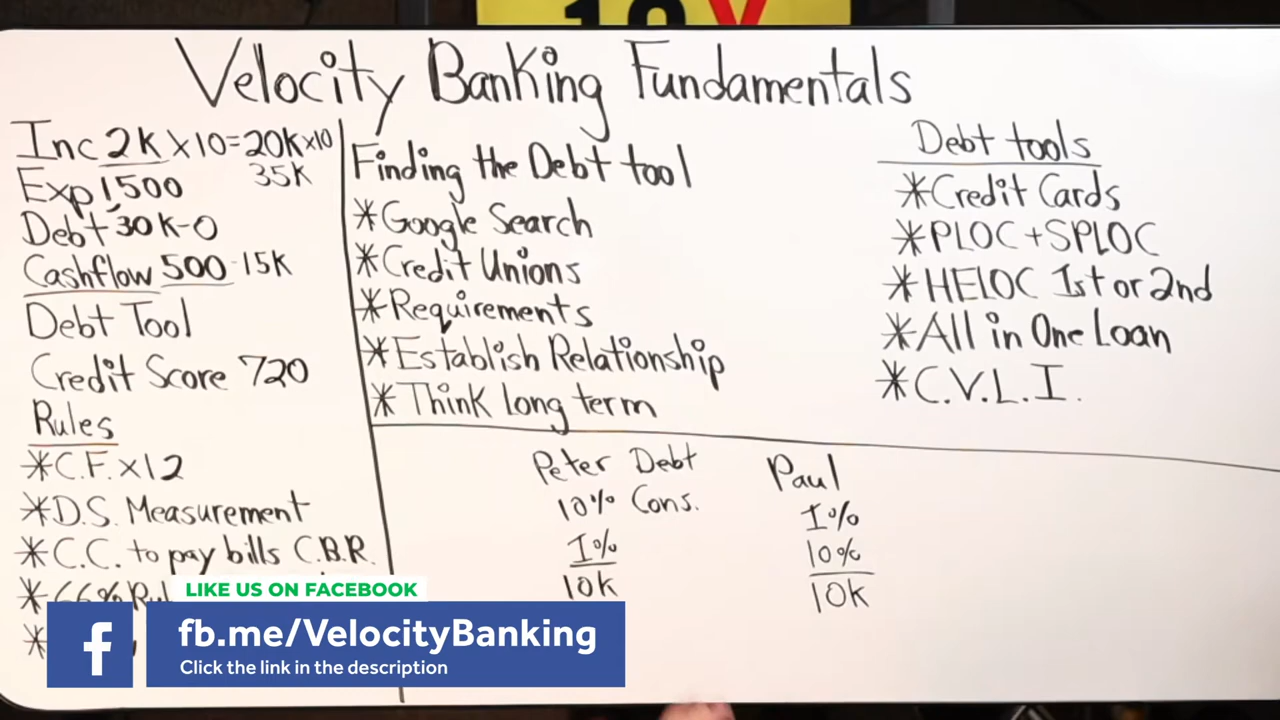 Velocity Banking Fundamentals
Inc 2K x10=20K x10
35K
Exp 1,500
Debt 30K-0
Cashflow 500 15K
Debt Tool
Credit Score 720
Rules
*C.F. x12
*D.S. Measurement
*C.C. to pay bills C.B.R.
*66% Rul
*
Finding the Debt tool
*Google Search
*Credit Unions
*Requirements
*Establish Relationship
*Think long term
Debt tools
*Credit Cards
*PLOC + SPLOC
*HELOC 1st or 2nd
*All in One Loan
*C.V.L.I.
Peter Debt
10% Cons.
1%
10K
Paul
1%
10%
10K
LIKE US ON FACEBOOK
f
fb.me/VelocityBanking
Click the link in the description